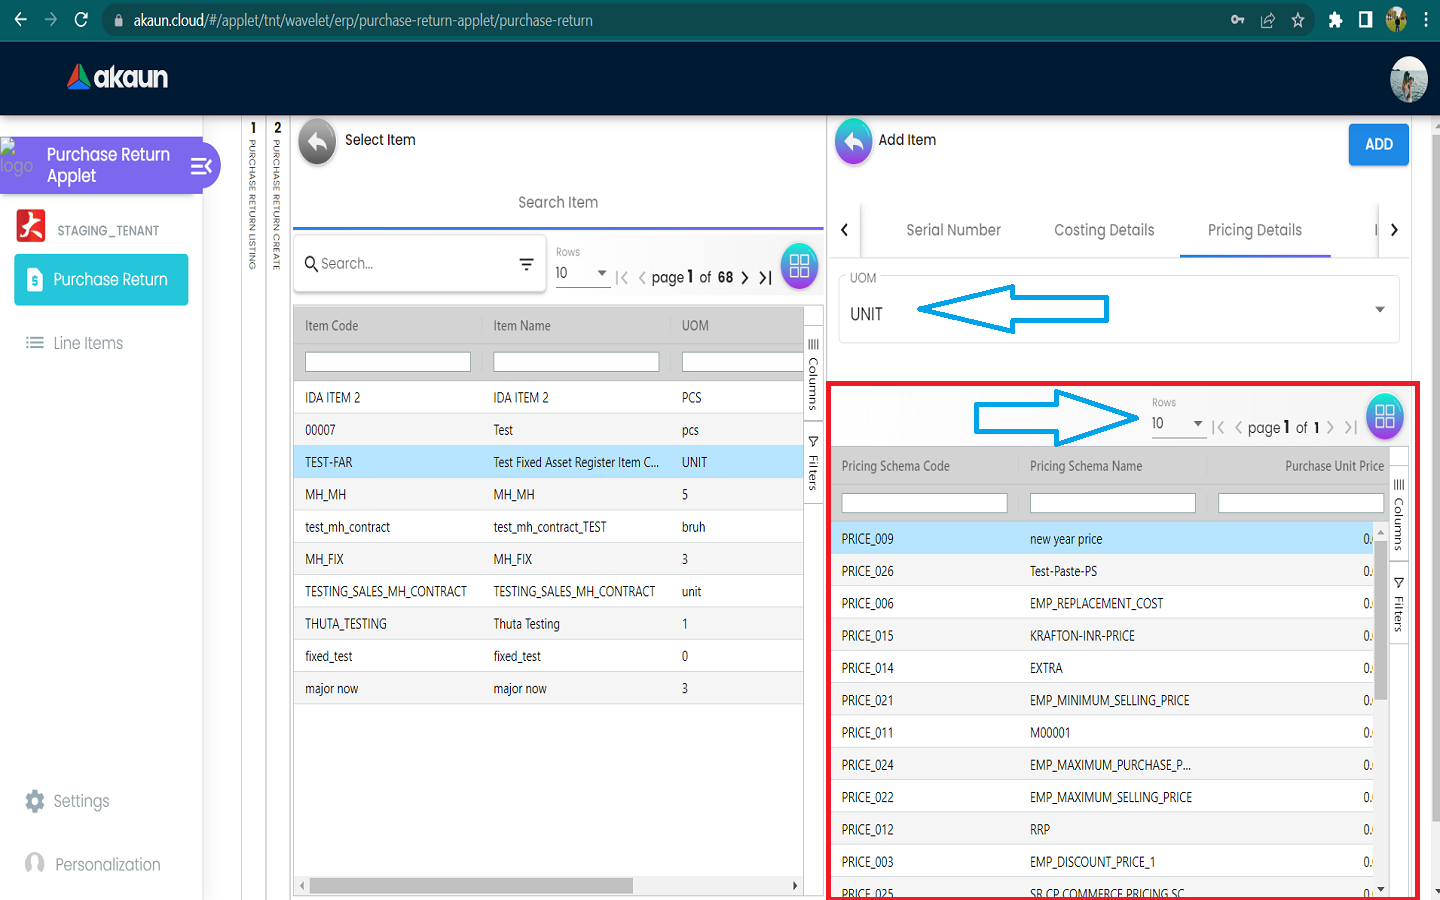 akaun.cloud/#/applet/tnt/wavelet/erp/purchase-return-applet/purchase-return
akaun
logo
Purchase Return
Applet
STAGING_TENANT
Purchase Return
Line Items
Settings
Personalization
1 PURCHASE RETURN LISTING
2 PURCHASE RETURN CREATE
Select Item
Search Item
Search...
Rows
10
page 1 of 68
Item Code Item Name UOM
IDA ITEM 2 IDA ITEM 2 PCS
00007 Test pcs
TEST-FAR Test Fixed Asset Register Item C... UNIT
MH_MH MH_MH 5
test_mh_contract test_mh_contract_TEST bruh
MH_FIX MH_FIX 3
TESTING_SALES_MH_CONTRACT TESTING_SALES_MH_CONTRACT unit
THUTA_TESTING Thuta Testing 1
fixed_test fixed_test 0
major now major now 3
Columns
Filters
Add Item
ADD
Serial Number Costing Details Pricing Details
UOM
UNIT
Rows
10
page 1 of 1
Pricing Schema Code Pricing Schema Name Purchase Unit Price
PRICE_009 new year price 0.
PRICE_026 Test-Paste-PS 0.
PRICE_006 EMP_REPLACEMENT_COST 0.
PRICE_015 KRAFTON-INR-PRICE 0.
PRICE_014 EXTRA 0.
PRICE_021 EMP_MINIMUM_SELLING_PRICE 0.
PRICE_011 M00001 0.
PRICE_024 EMP_MAXIMUM_PURCHASE_P... 0.
PRICE_022 EMP_MAXIMUM_SELLING_PRICE 0.
PRICE_012 RRP 0.
PRICE_003 EMP_DISCOUNT_PRICE_1 0.
PRICE_025 SR CP COMMERCE PRICING SC 0.
Columns
Filters